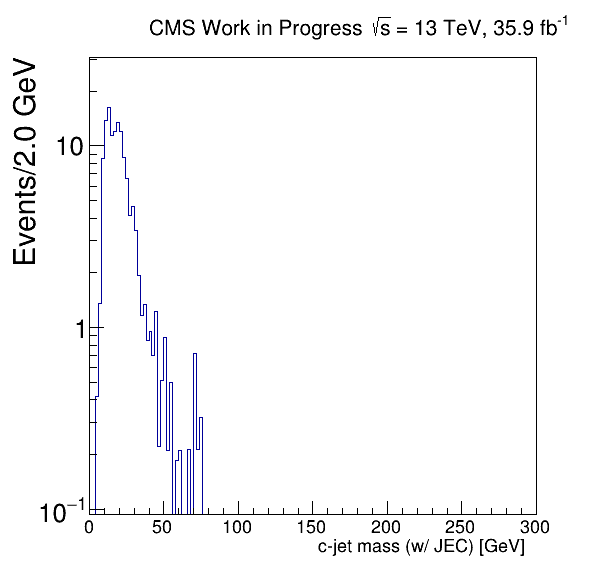 CMS Work in Progress √s = 13 TeV, 35.9 fb⁻¹
Events/2.0 GeV
10
1
10⁻¹
0 50 100 150 200 250 300
c-jet mass (w/ JEC) [GeV]